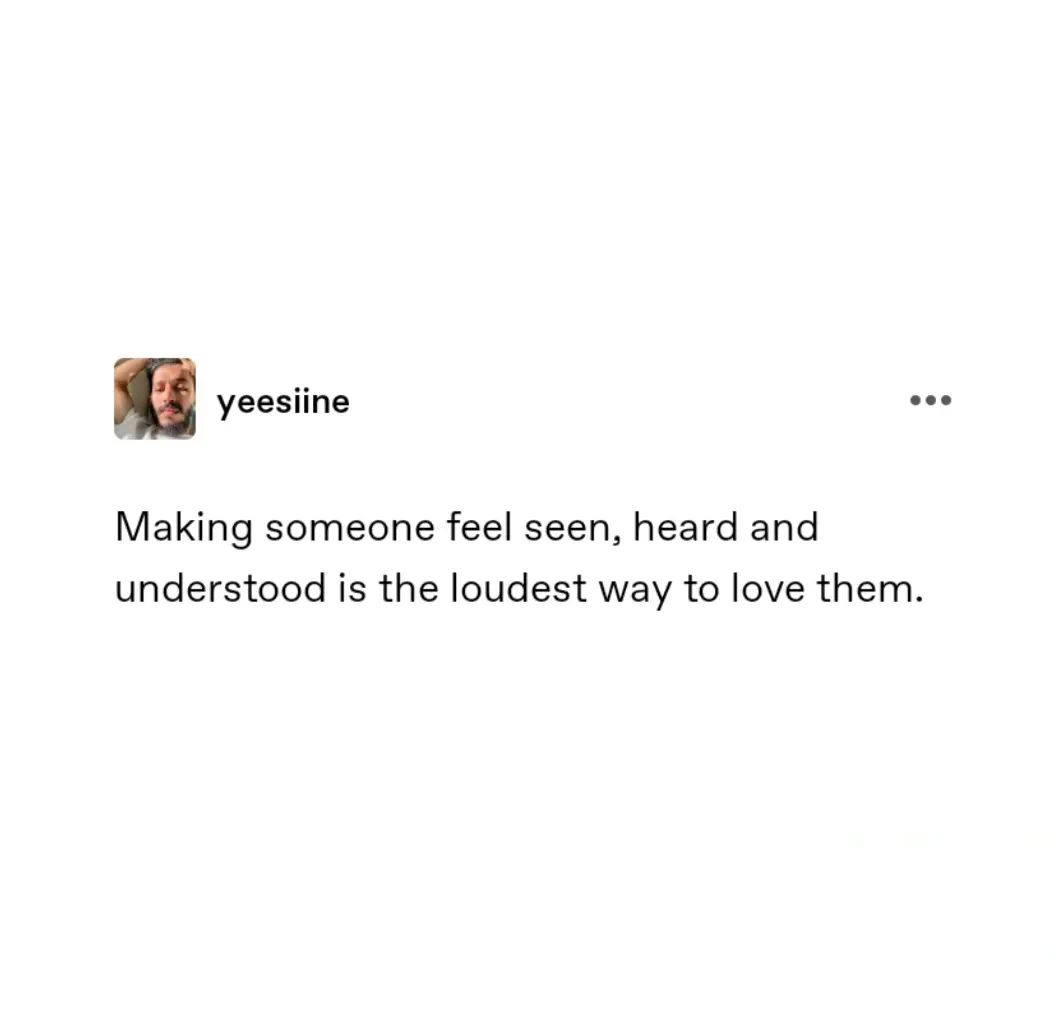 yeesiine
Making someone feel seen, heard and
understood is the loudest way to love them.